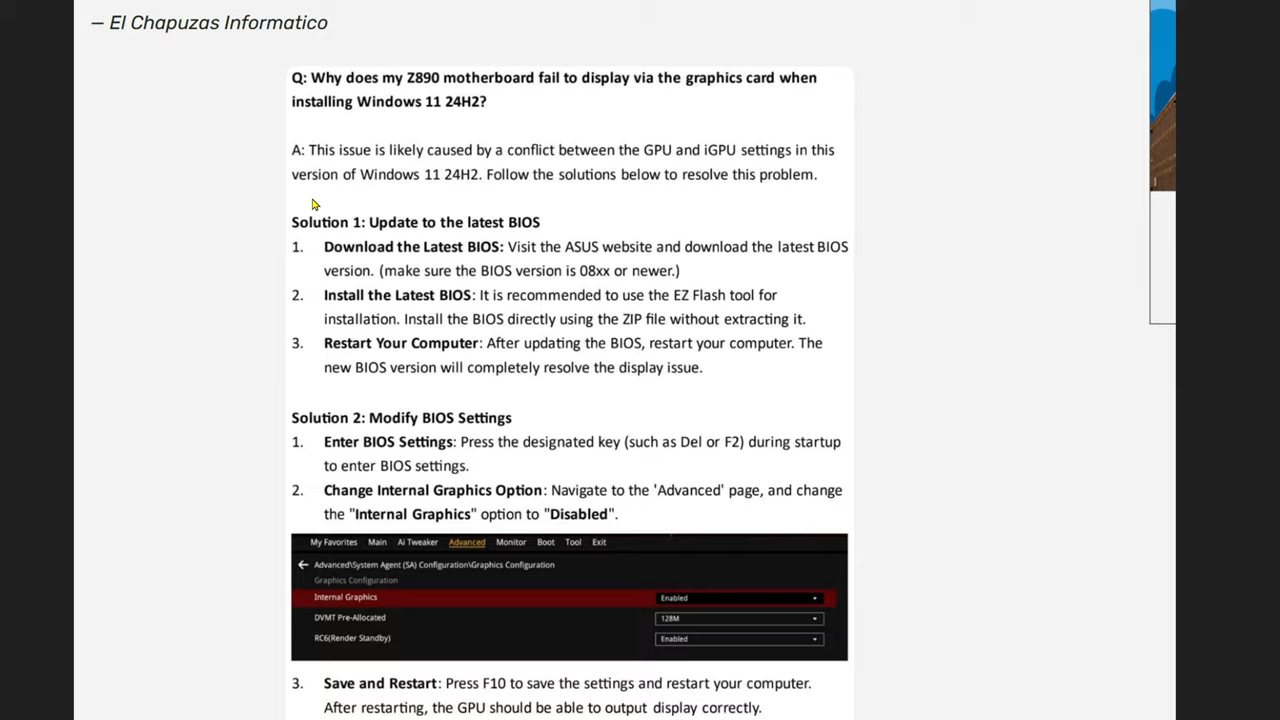 – El Chapuzas Informatico
Q: Why does my Z890 motherboard fail to display via the graphics card when
installing Windows 11 24H2?
A: This issue is likely caused by a conflict between the GPU and iGPU settings in this
version of Windows 11 24H2. Follow the solutions below to resolve this problem.
Solution 1: Update to the latest BIOS
1. Download the Latest BIOS: Visit the ASUS website and download the latest BIOS
version. (make sure the BIOS version is 08xx or newer.)
2. Install the Latest BIOS: It is recommended to use the EZ Flash tool for
installation. Install the BIOS directly using the ZIP file without extracting it.
3. Restart Your Computer: After updating the BIOS, restart your computer. The
new BIOS version will completely resolve the display issue.
Solution 2: Modify BIOS Settings
1. Enter BIOS Settings: Press the designated key (such as Del or F2) during startup
to enter BIOS settings.
2. Change Internal Graphics Option: Navigate to the 'Advanced' page, and change
the "Internal Graphics" option to "Disabled".
My Favorites Main Ai Tweaker Advanced Monitor Boot Tool Exit
Advanced\System Agent (SA) Configuration\Graphics Configuration
Graphics Configuration
Internal Graphics Enabled
DVMT Pre-Allocated 128M
RC6(Render Standby) Enabled
3. Save and Restart: Press F10 to save the settings and restart your computer.
After restarting, the GPU should be able to output display correctly.